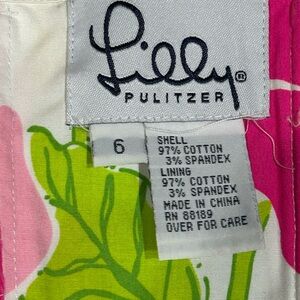 Lilly®
PULITZER
6
SHELL
97% COTTON
3% SPANDEX
LINING
97% COTTON
3% SPANDEX
MADE IN CHINA
RN 88189
OVER FOR CARE